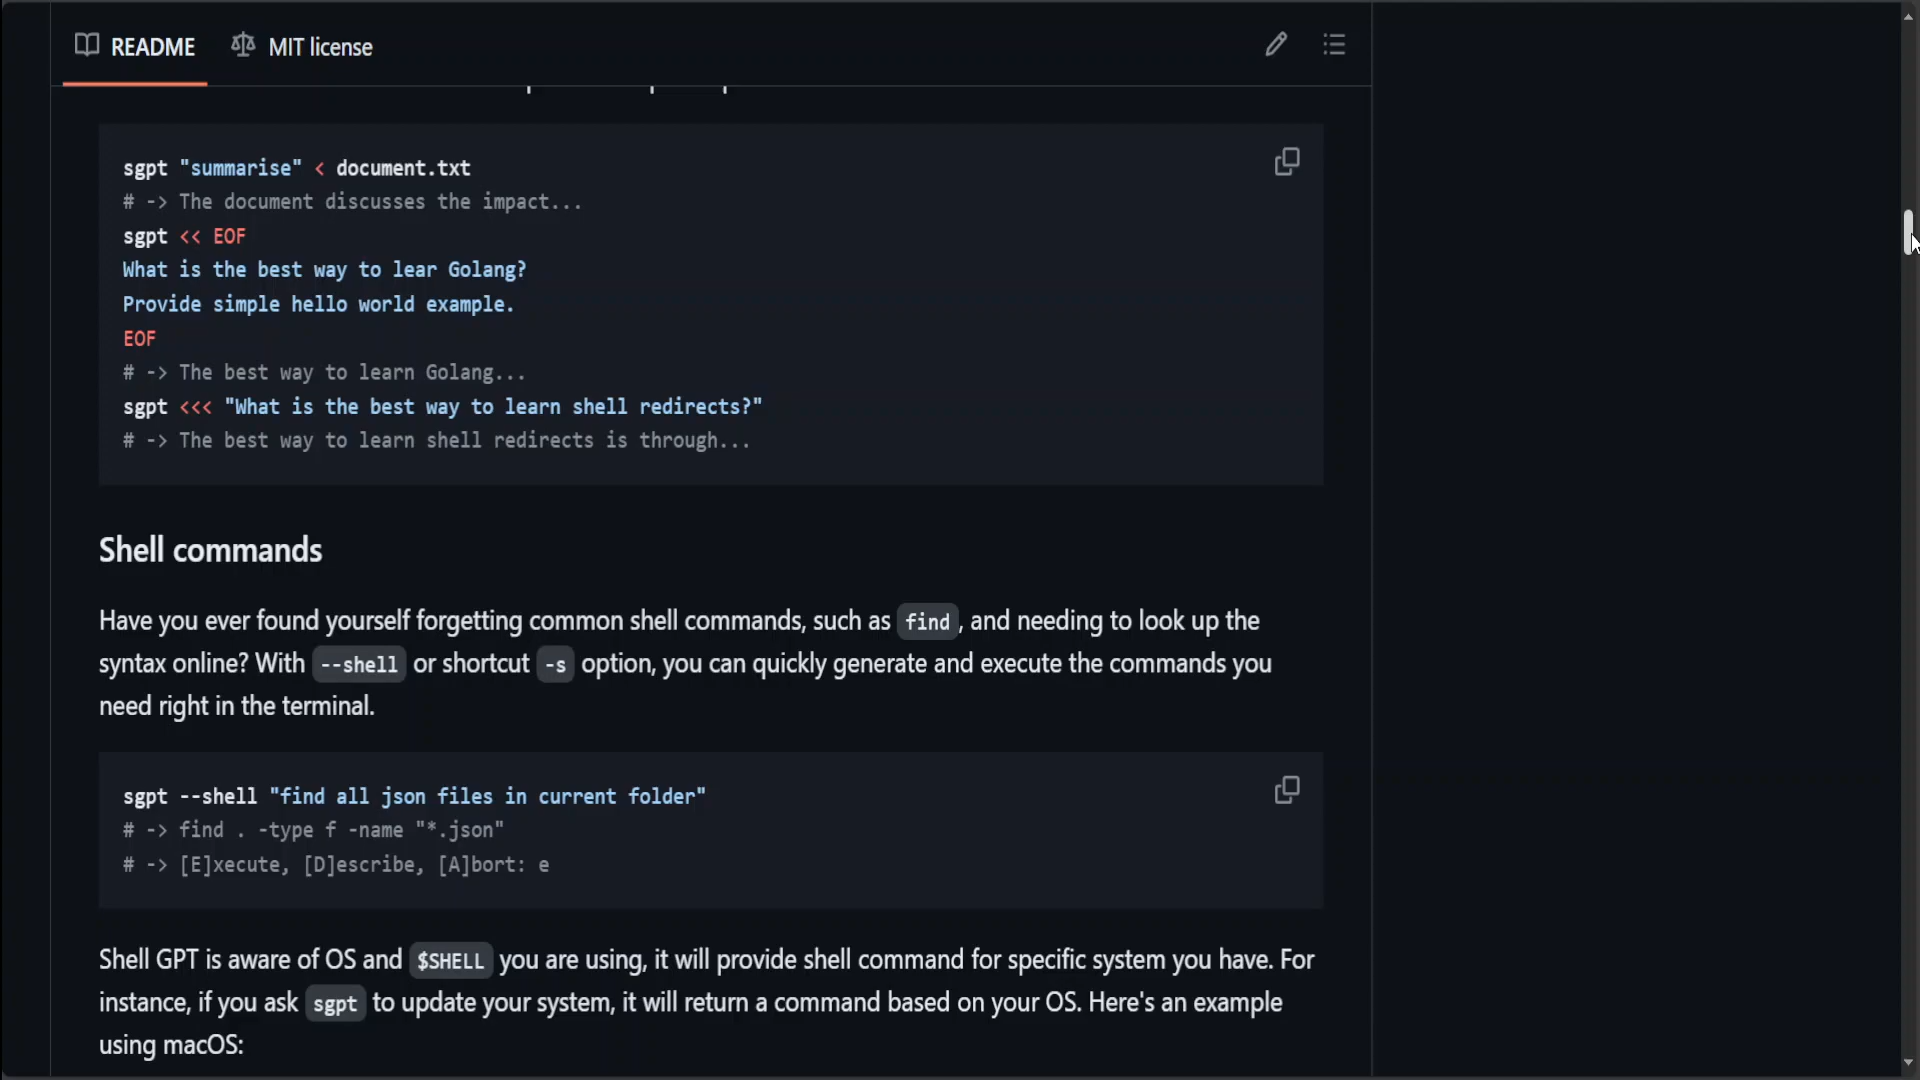 README MIT license
sgpt "summarise" < document.txt
# -> The document discusses the impact...
sgpt << EOF
What is the best way to lear Golang?
Provide simple hello world example.
EOF
# -> The best way to learn Golang...
sgpt <<< "What is the best way to learn shell redirects?"
# -> The best way to learn shell redirects is through...
Shell commands
Have you ever found yourself forgetting common shell commands, such as find, and needing to look up the
syntax online? With --shell or shortcut -s option, you can quickly generate and execute the commands you
need right in the terminal.
sgpt --shell "find all json files in current folder"
# -> find . -type f -name "*.json"
# -> [E]xecute, [D]escribe, [A]bort: e
Shell GPT is aware of OS and $SHELL you are using, it will provide shell command for specific system you have. For
instance, if you ask sgpt to update your system, it will return a command based on your OS. Here's an example
using macOS: